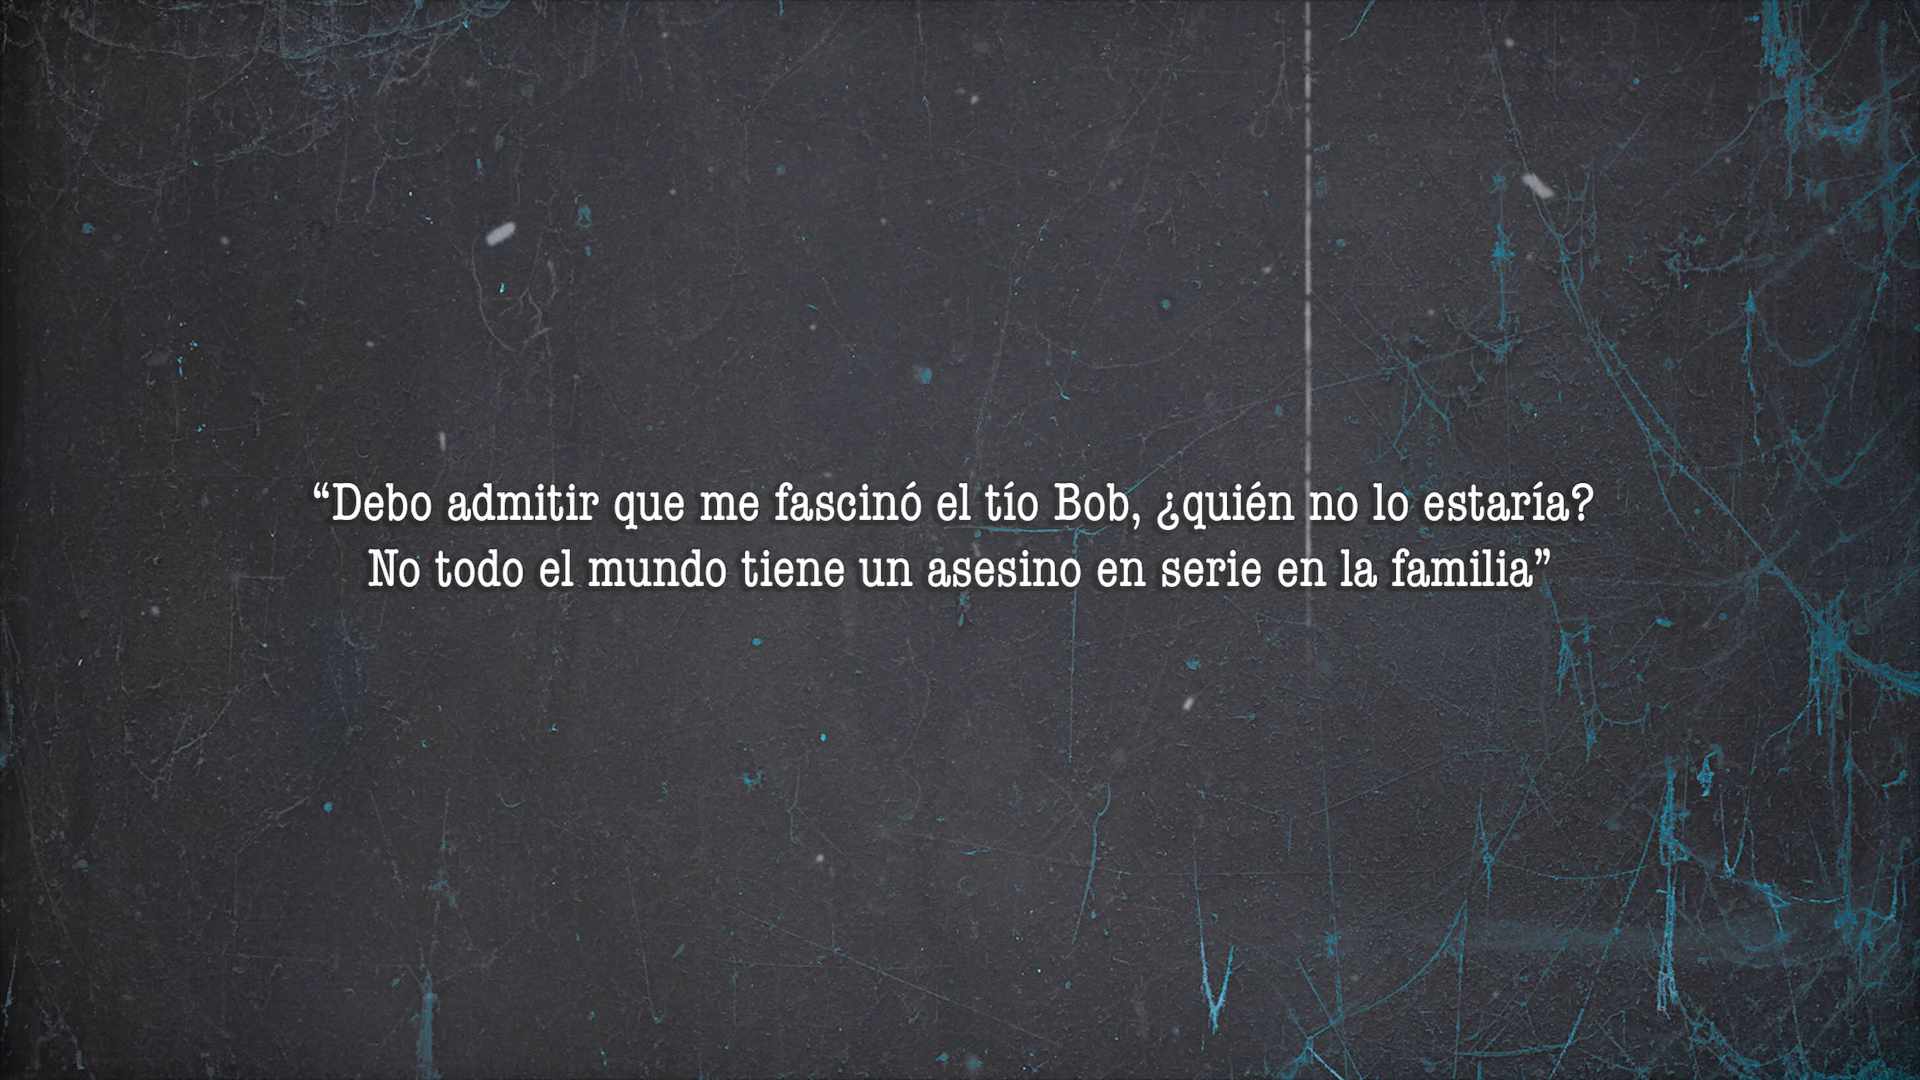 “Debo admitir que me fascinó el tío Bob, ¿quién no lo estaría?
No todo el mundo tiene un asesino en serie en la familia”